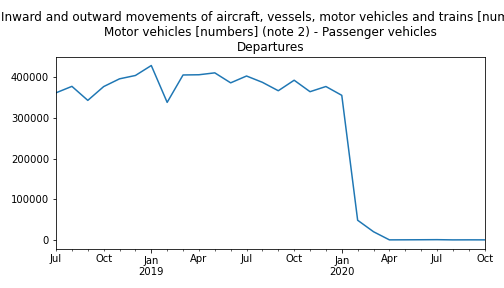 Inward and outward movements of aircraft, vessels, motor vehicles and trains
Motor vehicles [numbers] (note 2) - Passenger vehicles
Departures
400000
300000
200000
100000
0
Jul Oct Jan Apr Jul Oct Jan Apr Jul Oct
2019 2020